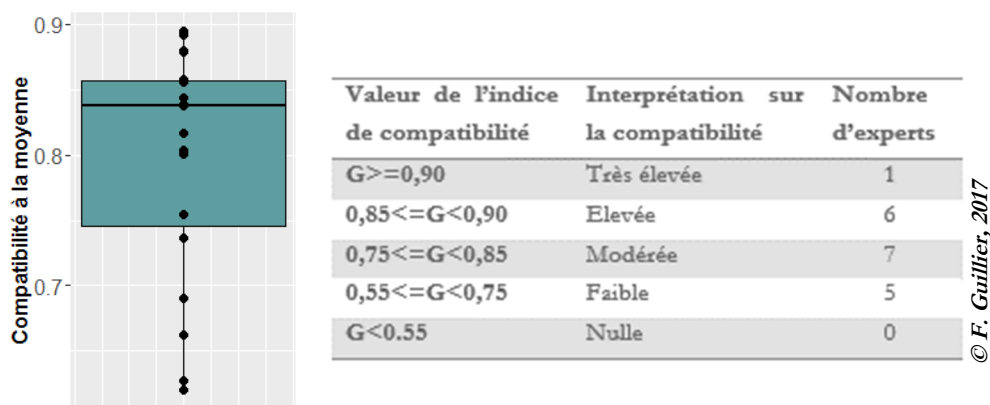 0.9
0.8
0.7
Compatibilité à la moyenne
Valeur de l'indice de compatibilité Interprétation sur la compatibilité Nombre d'experts
G>=0,90 Très élevée 1
0,85<=G<0,90 Elevée 6
0,75<=G<0,85 Modérée 7
0,55<=G<0,75 Faible 5
G<0.55 Nulle 0
© F. Guillier, 2017